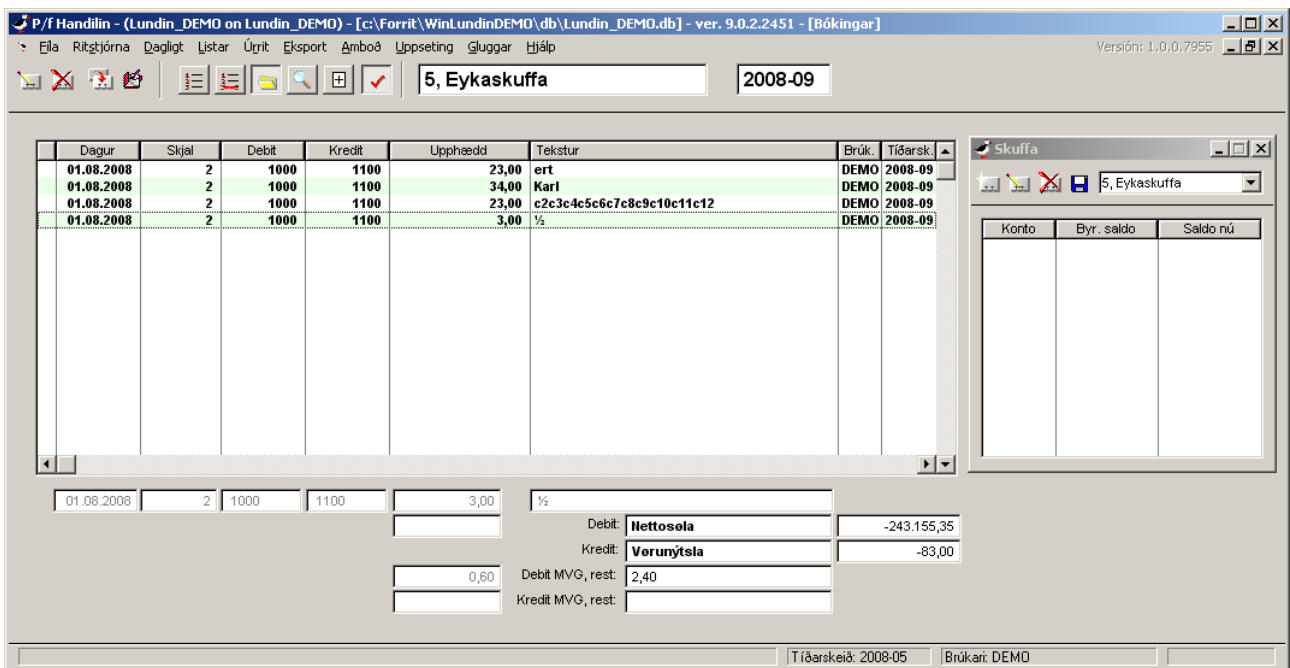 P/f Handilin - (Lundin_DEMO on Lundin_DEMO) - [c:\Forrit\WinLundinDEMO\db\Lundin_DEMO.db] - ver. 9.0.2.2451 - [Bókingar]
Fíla Ritstjórna Dagligt Listar Úrrit Eksport Amboð Uppseting Gluggar Hjálp Versión: 1.0.0.7955
5, Eykaskuffa 2008-09
Dagur Skjal Debit Kredit Upphædd Tekstur Brúk. Tíðarsk.
01.08.2008 2 1000 1100 23,00 ert DEMO 2008-09
01.08.2008 2 1000 1100 34,00 Karl DEMO 2008-09
01.08.2008 2 1000 1100 23,00 c2c3c4c5c6c7c8c9c10c11c12 DEMO 2008-09
01.08.2008 2 1000 1100 3,00 ½ DEMO 2008-09
Skuffa
5, Eykaskuffa
Konto Byr. saldo Saldo nú
01.08.2008 2 1000 1100 3,00 ½
Debit: Nettosøla -243.155,35
Kredit: Vørunýtsla -83,00
0,60 Debit MVG, rest: 2,40
Kredit MVG, rest:
Tíðarskeið: 2008-05 Brúkari: DEMO